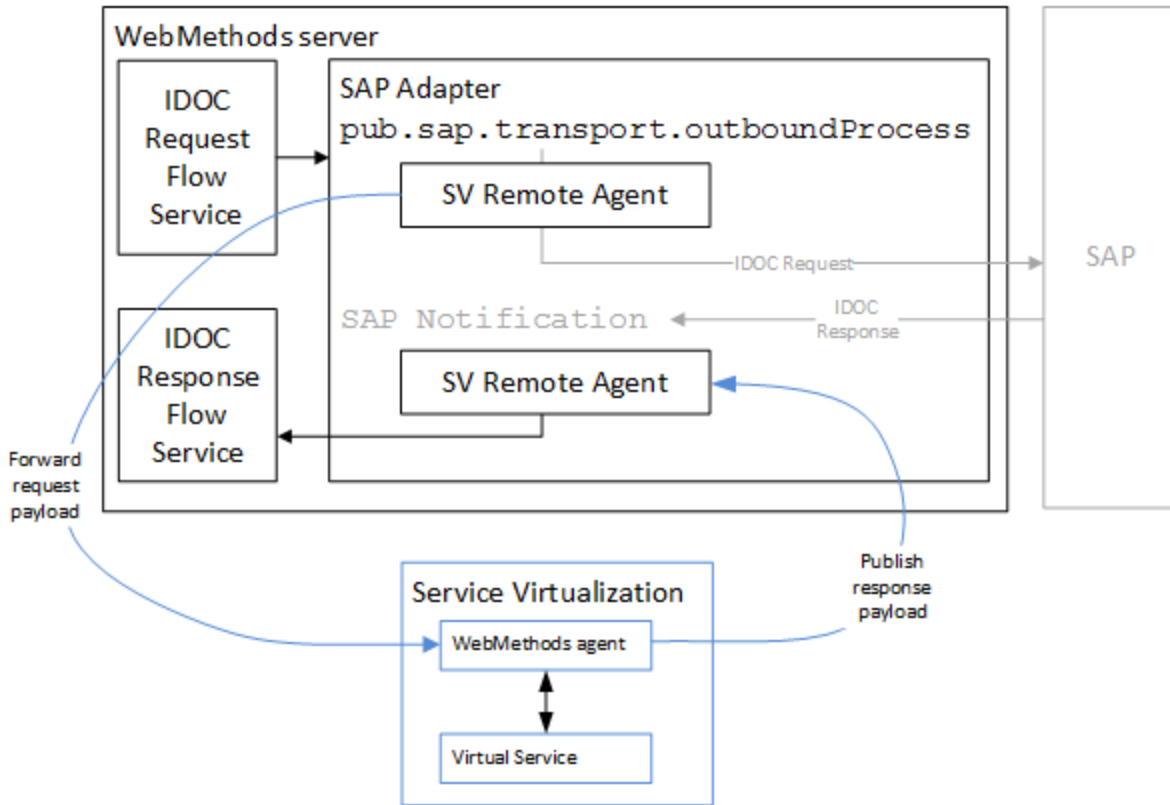 WebMethods server
IDOC
Request
Flow
Service
SAP Adapter
pub.sap.transport.outboundProcess
SV Remote Agent
IDOC Request
SAP
IDOC
Response
SAP Notification
IDOC
Response
Flow
Service
SV Remote Agent
Forward
request
payload
Publish
response
payload
Service Virtualization
WebMethods agent
Virtual Service